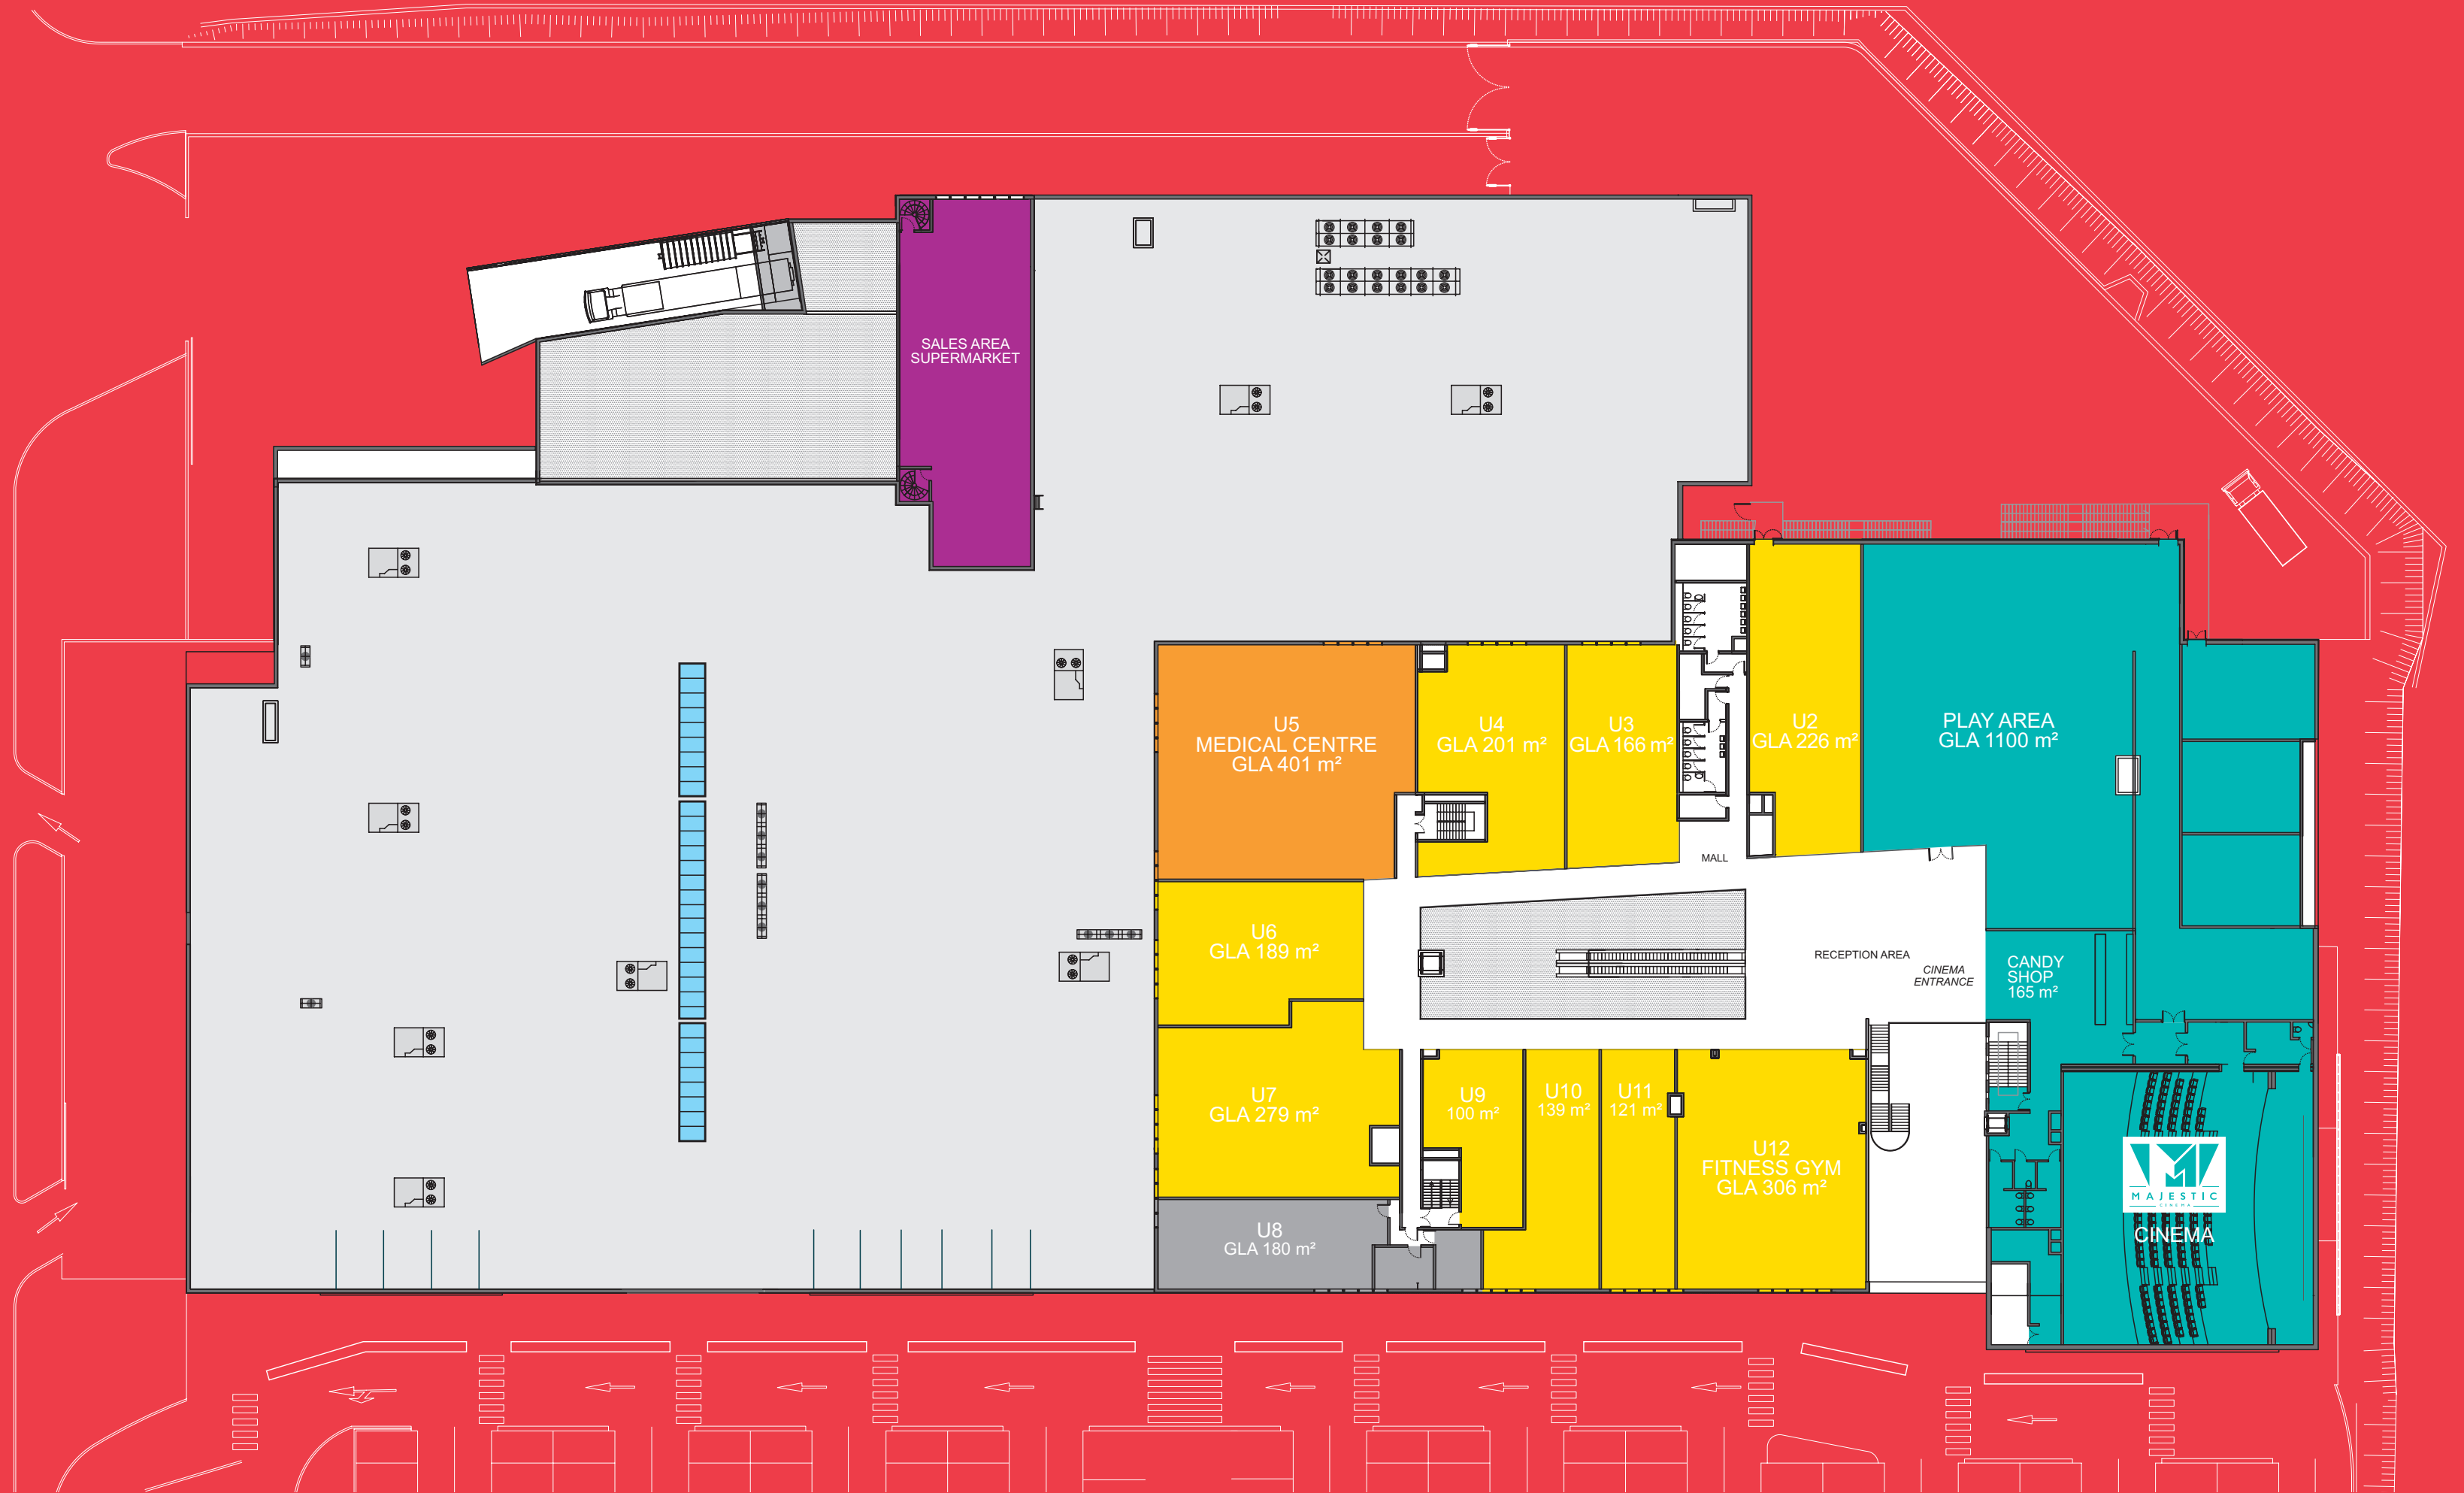 SALES AREA
SUPERMARKET
U5
MEDICAL CENTRE
GLA 401 m²
U4
GLA 201 m²
U3
GLA 166 m²
U2
GLA 226 m²
PLAY AREA
GLA 1100 m²
MALL
U6
GLA 189 m²
RECEPTION AREA
CINEMA
ENTRANCE
CANDY
SHOP
165 m²
U7
GLA 279 m²
U9
100 m²
U10
139 m²
U11
121 m²
U12
FITNESS GYM
GLA 306 m²
U8
GLA 180 m²
MAJESTIC
CINEMA
CINEMA